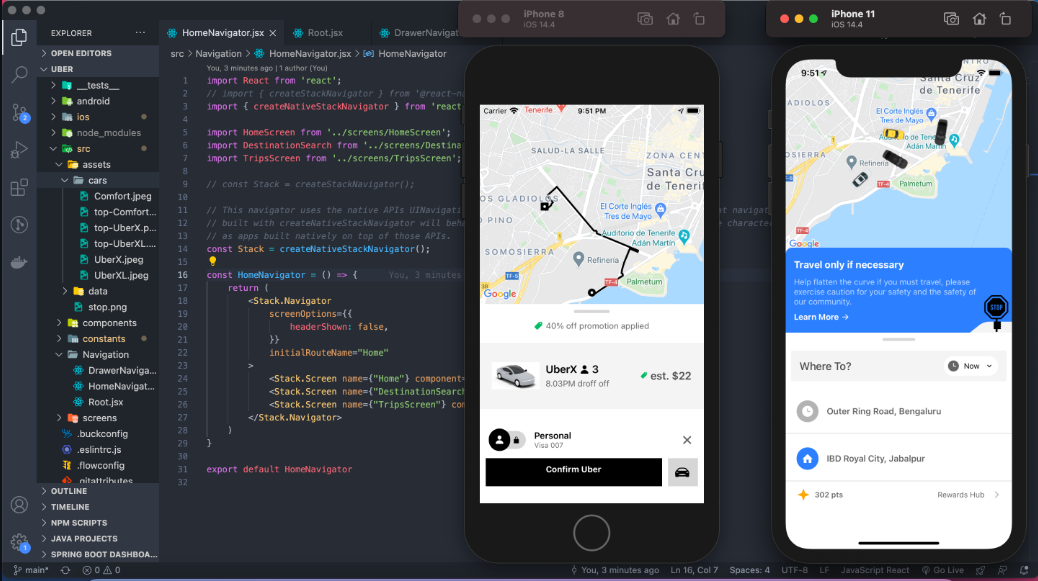 EXPLORER
OPEN EDITORS
UBER
__tests__
android
ios
node_modules
src
assets
cars
Comfort.jpeg
top-Comfort...
top-UberX.p...
top-UberXL....
UberX.jpeg
UberXL.jpeg
data
stop.png
components
constants
Navigation
DrawerNaviga...
HomeNavigat...
Root.jsx
screens
.buckconfig
.eslintrc.js
.flowconfig
.gitattributes
OUTLINE
TIMELINE
NPM SCRIPTS
JAVA PROJECTS
SPRING BOOT DASHBOA...
HomeNavigator.jsx
Root.jsx
DrawerNavigat
src > Navigation > HomeNavigator.jsx > HomeNavigator
You, 3 minutes ago | 1 author (You)
1 import React from 'react';
2 // import { createStackNavigator } from '@react-na
3 import { createNativeStackNavigator } from 'react
4
5 import HomeScreen from '../screens/HomeScreen';
6 import DestinationSearch from '../screens/Destina
7 import TripsScreen from '../screens/TripsScreen';
8
9 // const Stack = createStackNavigator();
10
11 // This navigator uses the native APIs UINavigati
12 // built with createNativeStackNavigator will beha
13 // as apps built natively on top of those APIs.
14 const Stack = createNativeStackNavigator();
15
16 const HomeNavigator = () => { You, 3 minutes
17 return (
18 <Stack.Navigator
19 screenOptions={{
20 headerShown: false,
21 }}
22 initialRouteName="Home"
23 >
24 <Stack.Screen name={"Home"} component=
25 <Stack.Screen name={"DestinationSearch
26 <Stack.Screen name={"TripsScreen"} com
27 </Stack.Navigator>
28 )
29 }
30
31 export default HomeNavigator
32
t navigat
e characte
iPhone 8
iOS 14.4
Carrier
Tenerife
9:51 PM
SALUD-LA SALLE
ZONA CENT
Santa Cru
de Tenerif
LOS GLADIOLOS
O PINO
El Corte Inglés
Tres de Mayo
Auditorio de Tenerife
Adán Martín
SOMOSIERRA
Refinería
TF-5
TF-4
Palmetum
Google
40% off promotion applied
UberX 3
8.03PM droff off
est. $22
Personal
Visa 007
Confirm Uber
iPhone 11
iOS 14.4
9:51
Santa Cruz
de Tenerife
ADIOLOS
El Corte Inglés
Tres de Mayo
Auditorio de Tenerife
Adán Martín
OSIERRA
Refinería
TF-4
Palmetum
TF-4
Google
Travel only if necessary
Help flatten the curve if you must travel, please
exercise caution for your safety and the safety of
our community.
Learn More →
STOP
Where To?
Now
Outer Ring Road, Bengaluru
IBD Royal City, Jabalpur
302 pts
Rewards Hub
2
1
main*
0
0
You, 3 minutes ago
Ln 16, Col 7
Spaces: 4
UTF-8
LF
JavaScript React
Go Live